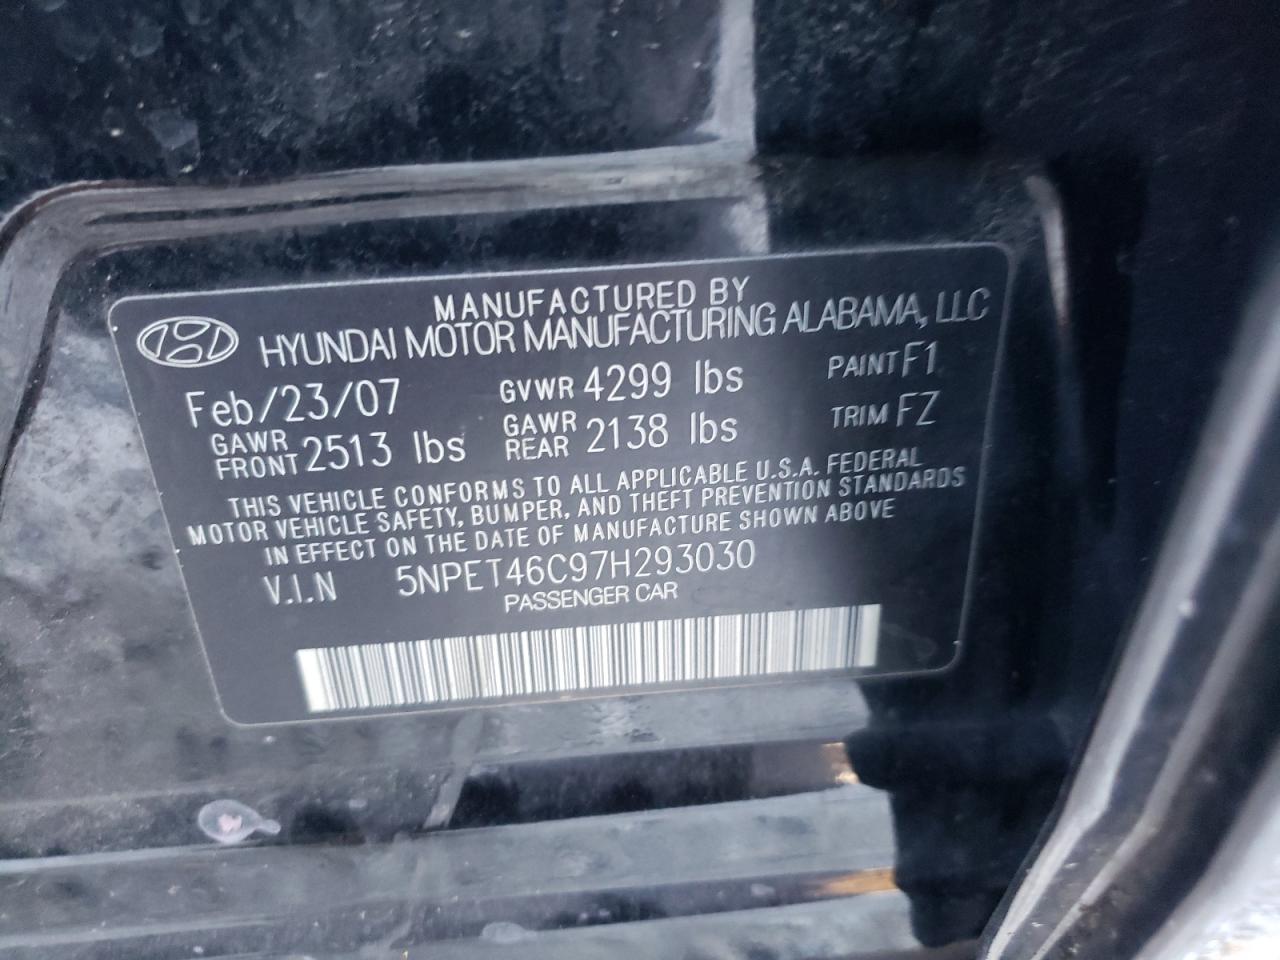 MANUFACTURED BY
HYUNDAI MOTOR MANUFACTURING ALABAMA, LLC
Feb/23/07 GVWR 4299 lbs PAINT F1
GAWR FRONT 2513 lbs GAWR REAR 2138 lbs TRIM FZ
THIS VEHICLE CONFORMS TO ALL APPLICABLE U.S.A. FEDERAL
MOTOR VEHICLE SAFETY, BUMPER, AND THEFT PREVENTION STANDARDS
IN EFFECT ON THE DATE OF MANUFACTURE SHOWN ABOVE
V.I.N 5NPET46C97H293030
PASSENGER CAR